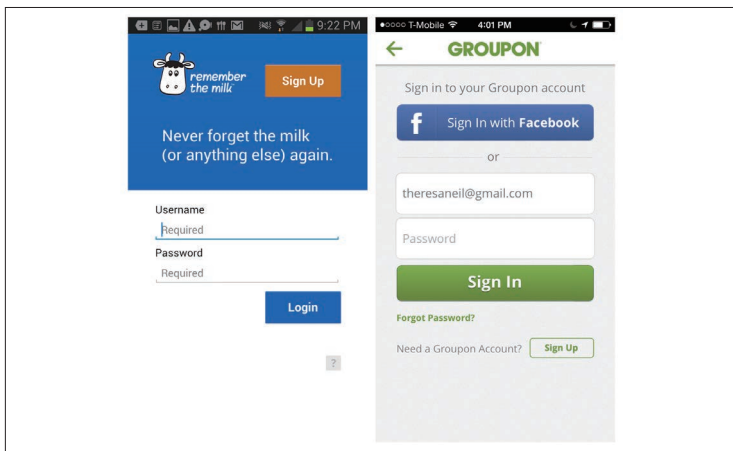 9:22 PM
remember
the milk
Sign Up
Never forget the milk
(or anything else) again.
Username
Required
Password
Required
Login
?
T-Mobile 4:01 PM
GROUPON
Sign in to your Groupon account
f Sign In with Facebook
or
theresaneil@gmail.com
Password
Sign In
Forgot Password?
Need a Groupon Account? Sign Up